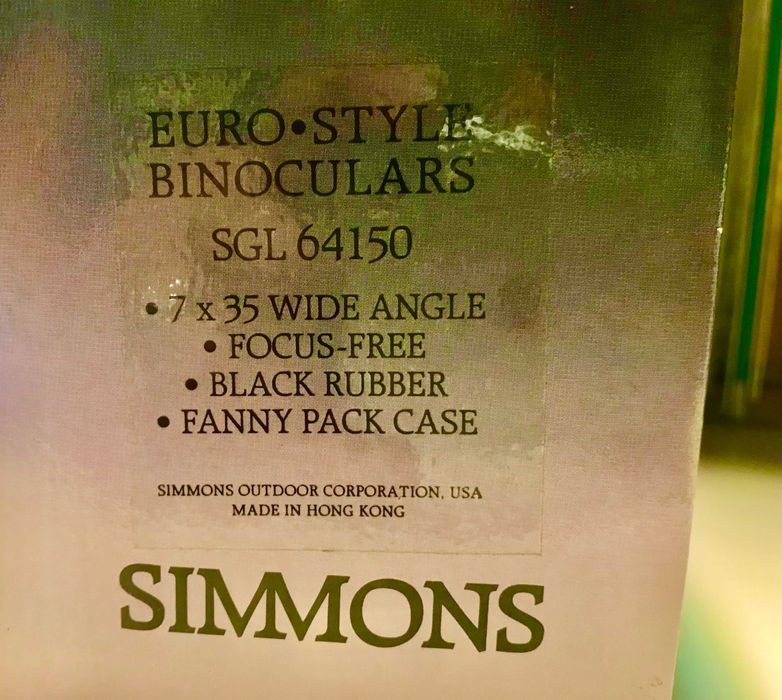 EURO•STYLE
BINOCULARS
SGL 64150
• 7 x 35 WIDE ANGLE
• FOCUS-FREE
• BLACK RUBBER
• FANNY PACK CASE
SIMMONS OUTDOOR CORPORATION, USA
MADE IN HONG KONG
SIMMONS